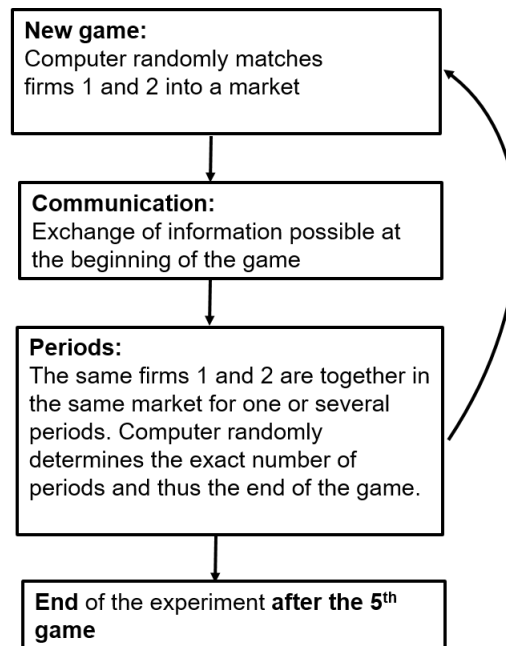 New game:
Computer randomly matches
firms 1 and 2 into a market
Communication:
Exchange of information possible at
the beginning of the game
Periods:
The same firms 1 and 2 are together in
the same market for one or several
periods. Computer randomly
determines the exact number of
periods and thus the end of the game.
End of the experiment after the 5th
game